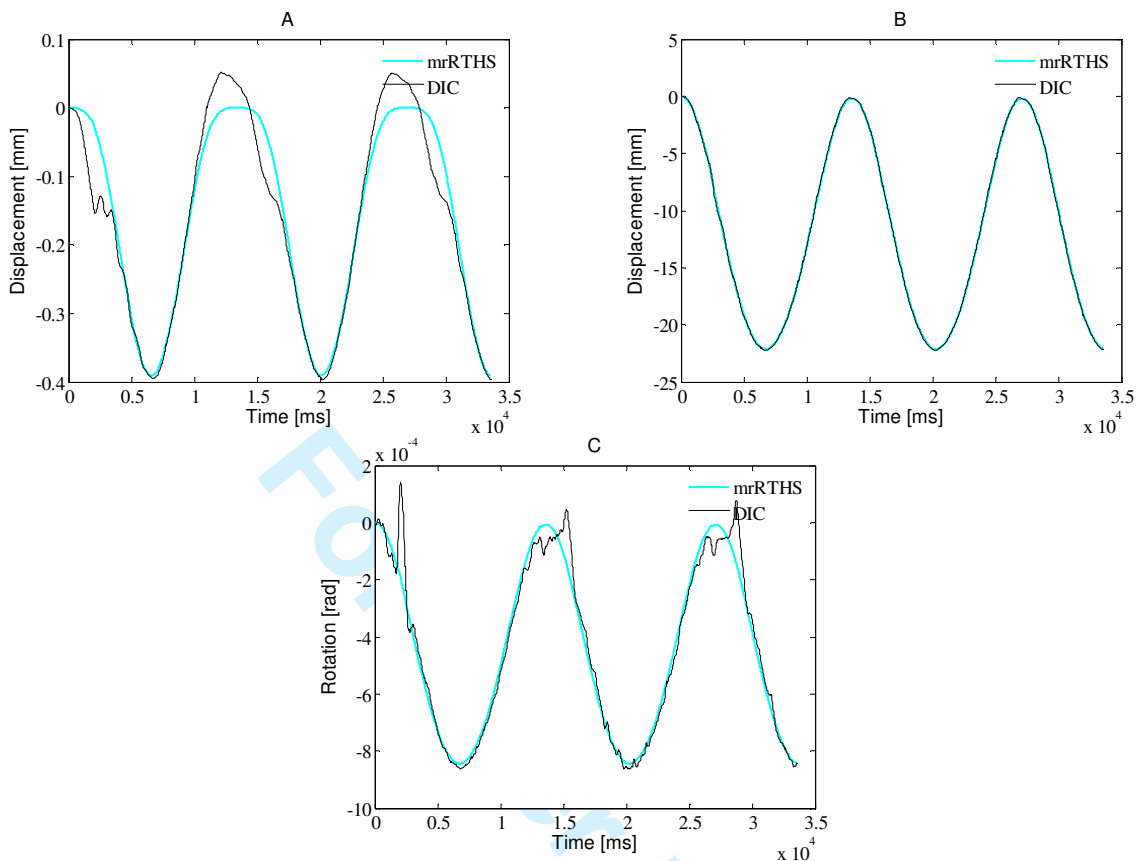 A
0.1
0
-0.1
-0.2
-0.3
-0.4
Displacement [mm]
mrRTHS
DIC
0 0.5 1 1.5 2 2.5 3 3.5
Time [ms]
x 10^4
B
5
0
-5
-10
-15
-20
-25
Displacement [mm]
mrRTHS
DIC
0 0.5 1 1.5 2 2.5 3 3.5
Time [ms]
x 10^4
C
x 10^-4
2
0
-2
-4
-6
-8
-10
Rotation [rad]
mrRTHS
DIC
0 0.5 1 1.5 2 2.5 3 3.5
Time [ms]
x 10^4
For